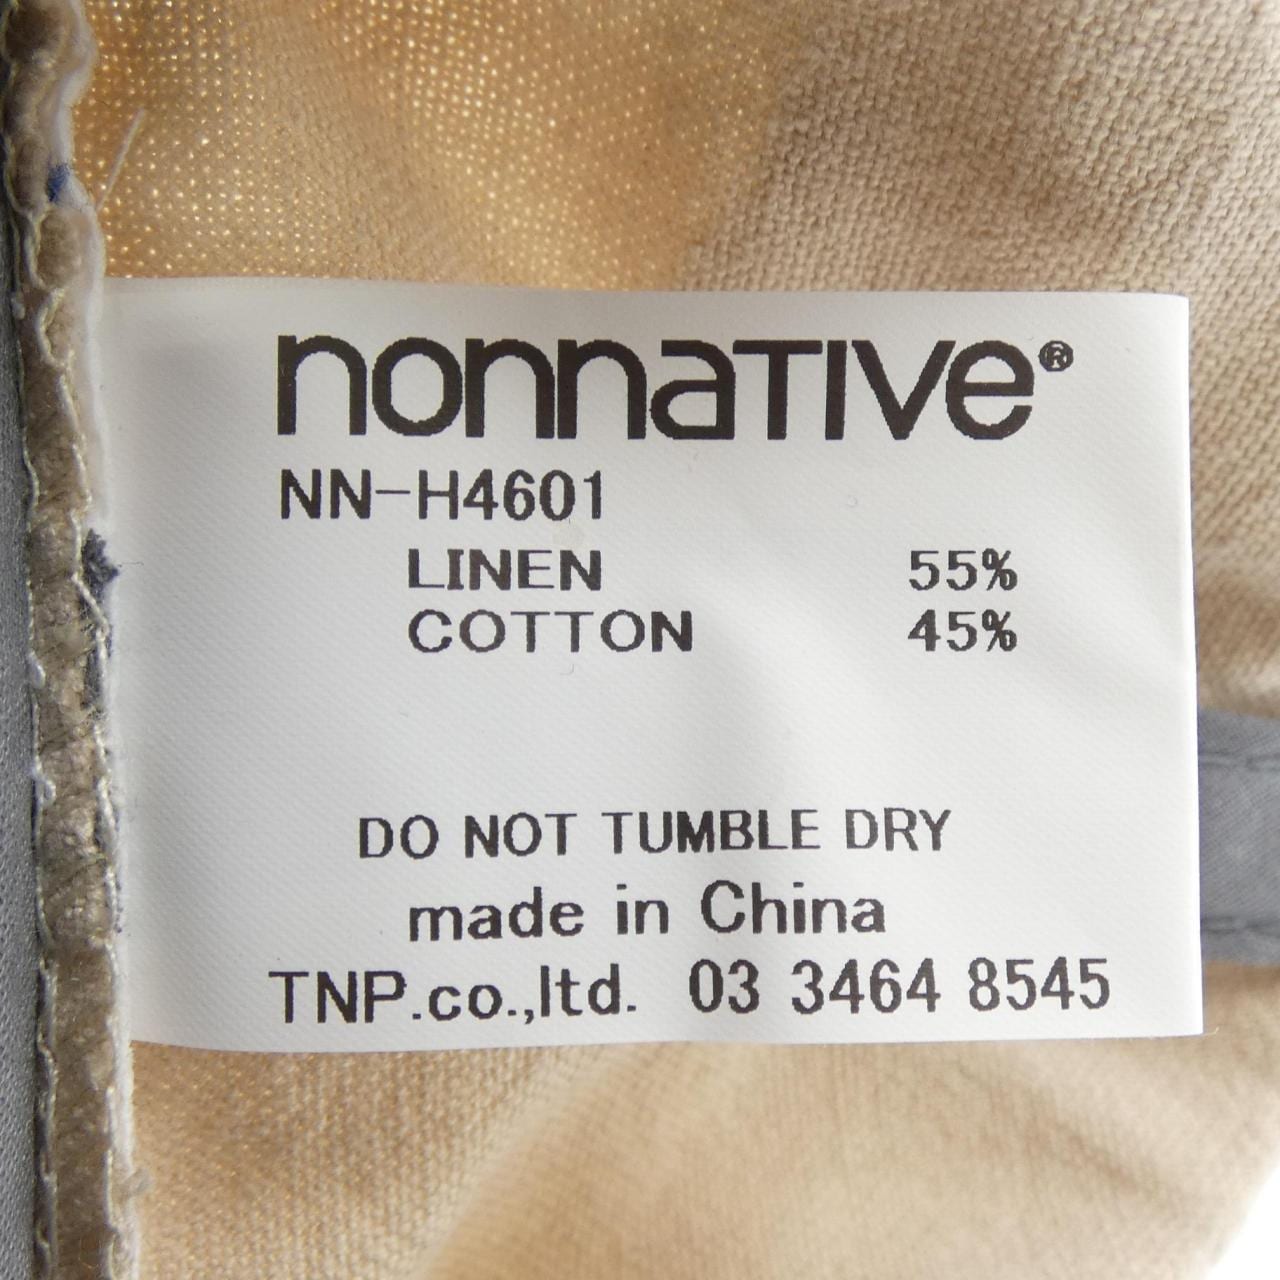 nonnaTIVe®
NN-H4601
LINEN 55%
COTTON 45%
DO NOT TUMBLE DRY
made in China
TNP.co.,ltd. 03 3464 8545